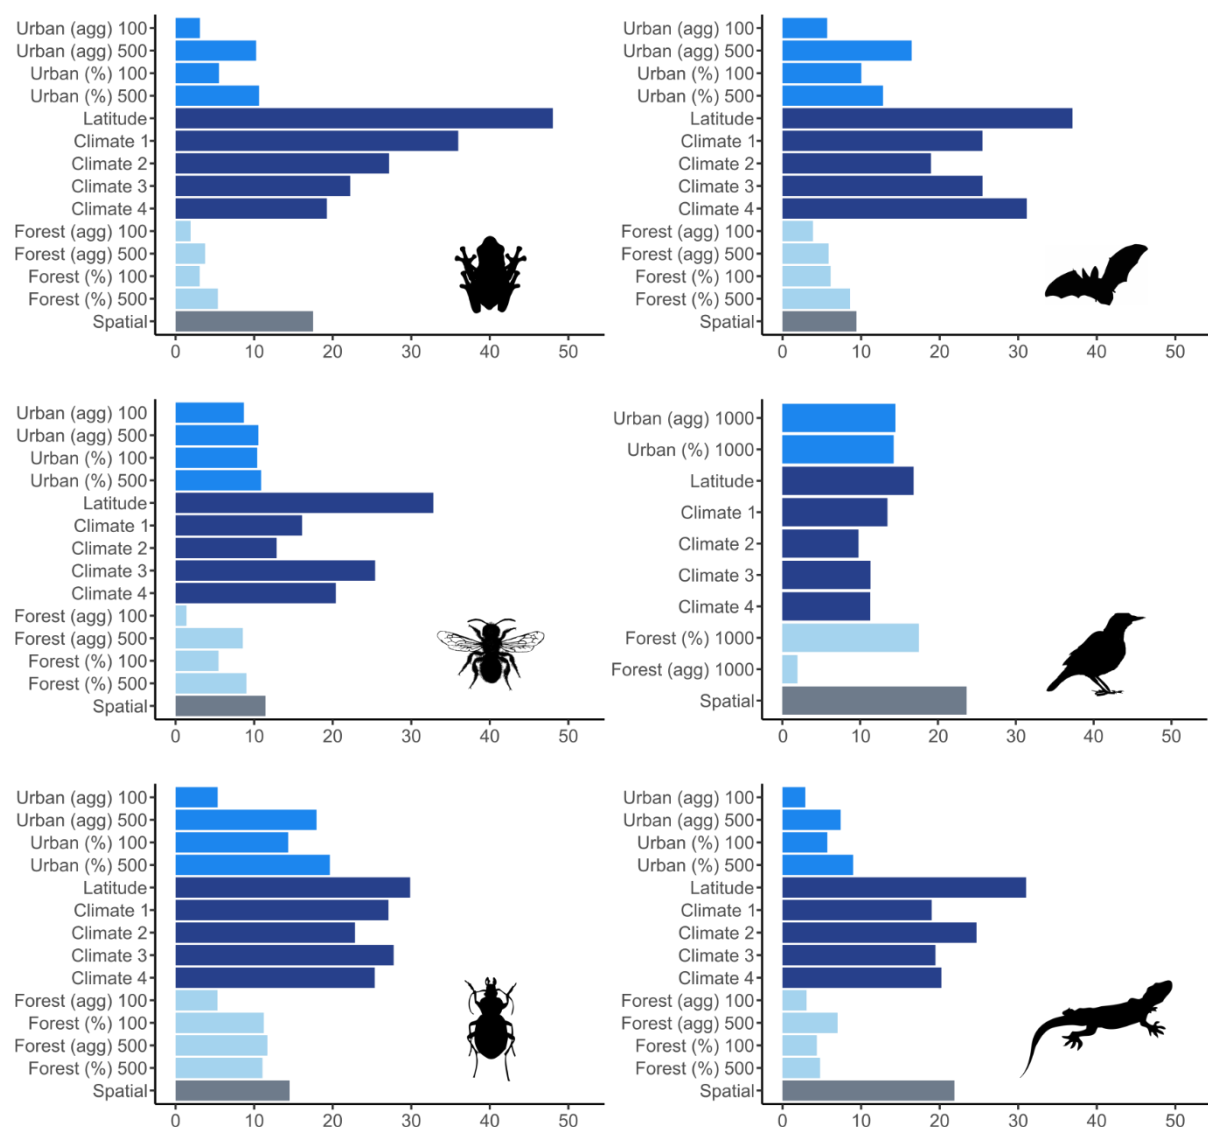 Urban (agg) 100
Urban (agg) 500
Urban (%) 100
Urban (%) 500
Latitude
Climate 1
Climate 2
Climate 3
Climate 4
Forest (agg) 100
Forest (agg) 500
Forest (%) 100
Forest (%) 500
Spatial
0 10 20 30 40 50
Urban (agg) 100
Urban (agg) 500
Urban (%) 100
Urban (%) 500
Latitude
Climate 1
Climate 2
Climate 3
Climate 4
Forest (agg) 100
Forest (agg) 500
Forest (%) 100
Forest (%) 500
Spatial
0 10 20 30 40 50
Urban (agg) 100
Urban (agg) 500
Urban (%) 100
Urban (%) 500
Latitude
Climate 1
Climate 2
Climate 3
Climate 4
Forest (agg) 100
Forest (agg) 500
Forest (%) 100
Forest (%) 500
Spatial
0 10 20 30 40 50
Urban (agg) 1000
Urban (%) 1000
Latitude
Climate 1
Climate 2
Climate 3
Climate 4
Forest (%) 1000
Forest (agg) 1000
Spatial
0 10 20 30 40 50
Urban (agg) 100
Urban (agg) 500
Urban (%) 100
Urban (%) 500
Latitude
Climate 1
Climate 2
Climate 3
Climate 4
Forest (agg) 100
Forest (%) 100
Forest (agg) 500
Forest (%) 500
Spatial
0 10 20 30 40 50
Urban (agg) 100
Urban (agg) 500
Urban (%) 100
Urban (%) 500
Latitude
Climate 1
Climate 2
Climate 3
Climate 4
Forest (agg) 100
Forest (agg) 500
Forest (%) 100
Forest (%) 500
Spatial
0 10 20 30 40 50